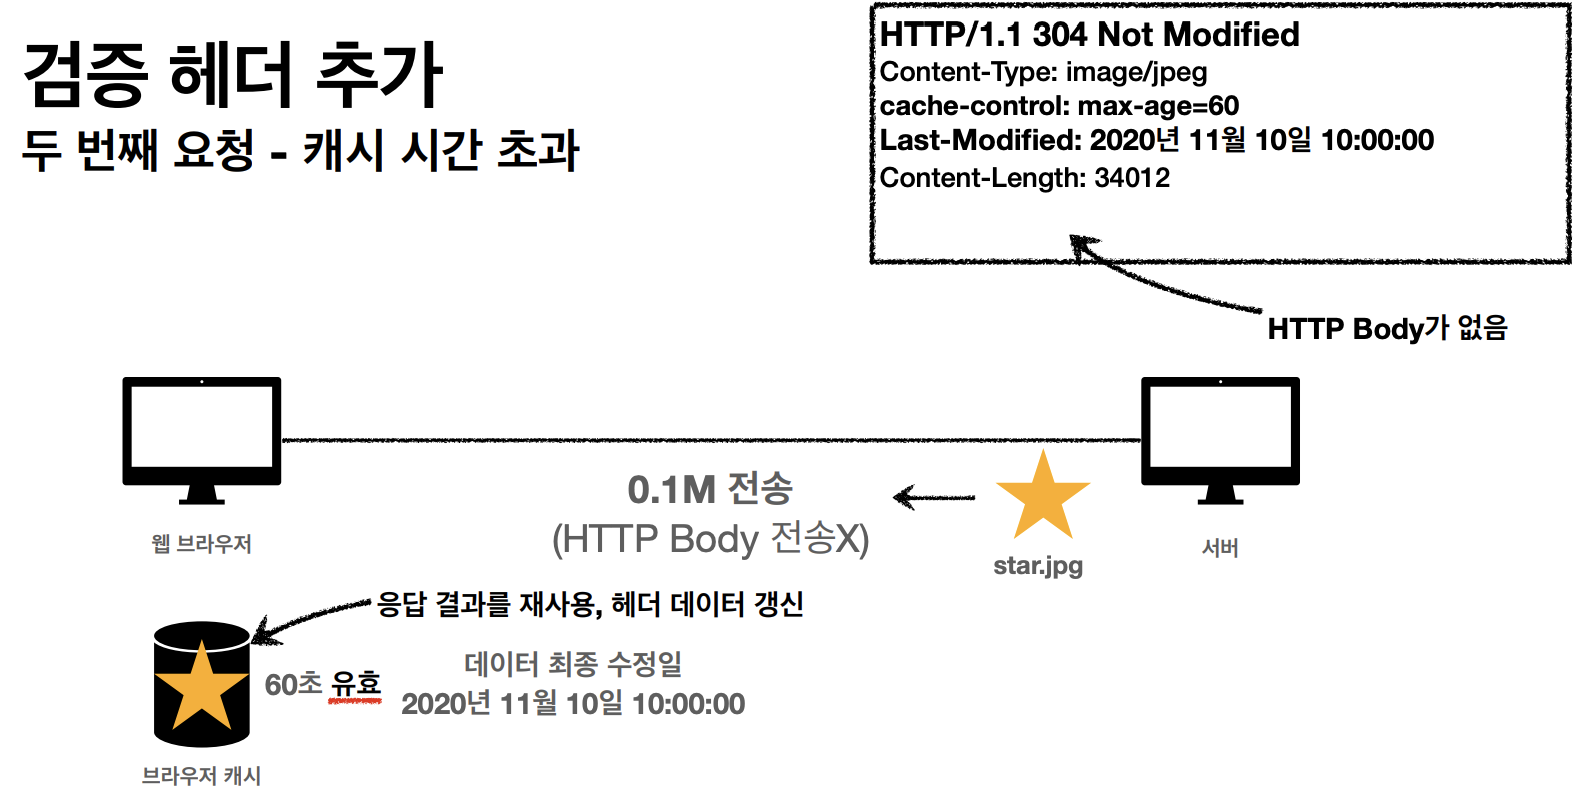 검증 헤더 추가
두 번째 요청 - 캐시 시간 초과
HTTP/1.1 304 Not Modified
Content-Type: image/jpeg
cache-control: max-age=60
Last-Modified: 2020년 11월 10일 10:00:00
Content-Length: 34012
HTTP Body가 없음
0.1M 전송
(HTTP Body 전송X)
웹 브라우저
star.jpg
서버
응답 결과를 재사용, 헤더 데이터 갱신
60초 유효
데이터 최종 수정일
2020년 11월 10일 10:00:00
브라우저 캐시